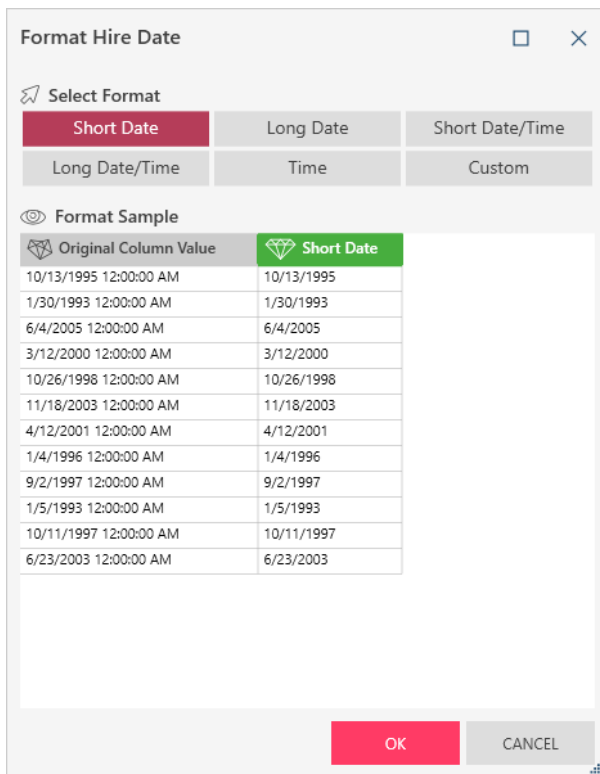 Format Hire Date
Select Format
Short Date Long Date Short Date/Time
Long Date/Time Time Custom
Format Sample
Original Column Value Short Date
10/13/1995 12:00:00 AM 10/13/1995
1/30/1993 12:00:00 AM 1/30/1993
6/4/2005 12:00:00 AM 6/4/2005
3/12/2000 12:00:00 AM 3/12/2000
10/26/1998 12:00:00 AM 10/26/1998
11/18/2003 12:00:00 AM 11/18/2003
4/12/2001 12:00:00 AM 4/12/2001
1/4/1996 12:00:00 AM 1/4/1996
9/2/1997 12:00:00 AM 9/2/1997
1/5/1993 12:00:00 AM 1/5/1993
10/11/1997 12:00:00 AM 10/11/1997
6/23/2003 12:00:00 AM 6/23/2003
OK CANCEL